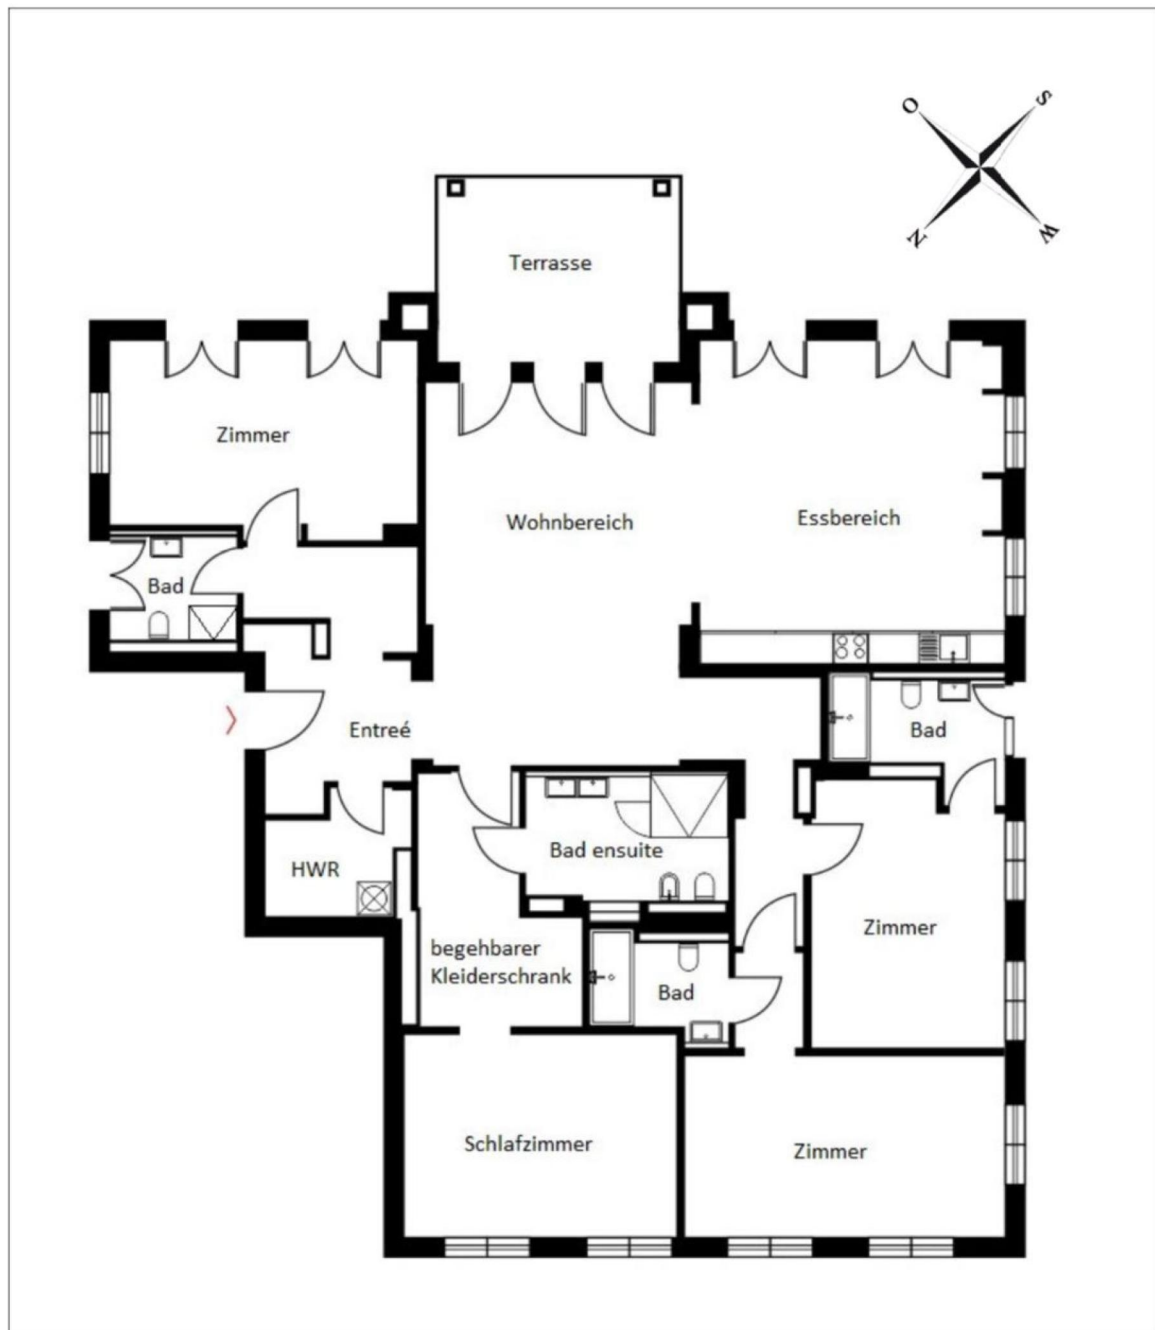 O
S
N
W
Terrasse
Zimmer
Wohnbereich
Essbereich
Bad
Entreé
Bad
Bad ensuite
HWR
Zimmer
begehbarer
Kleiderschrank
Bad
Schlafzimmer
Zimmer